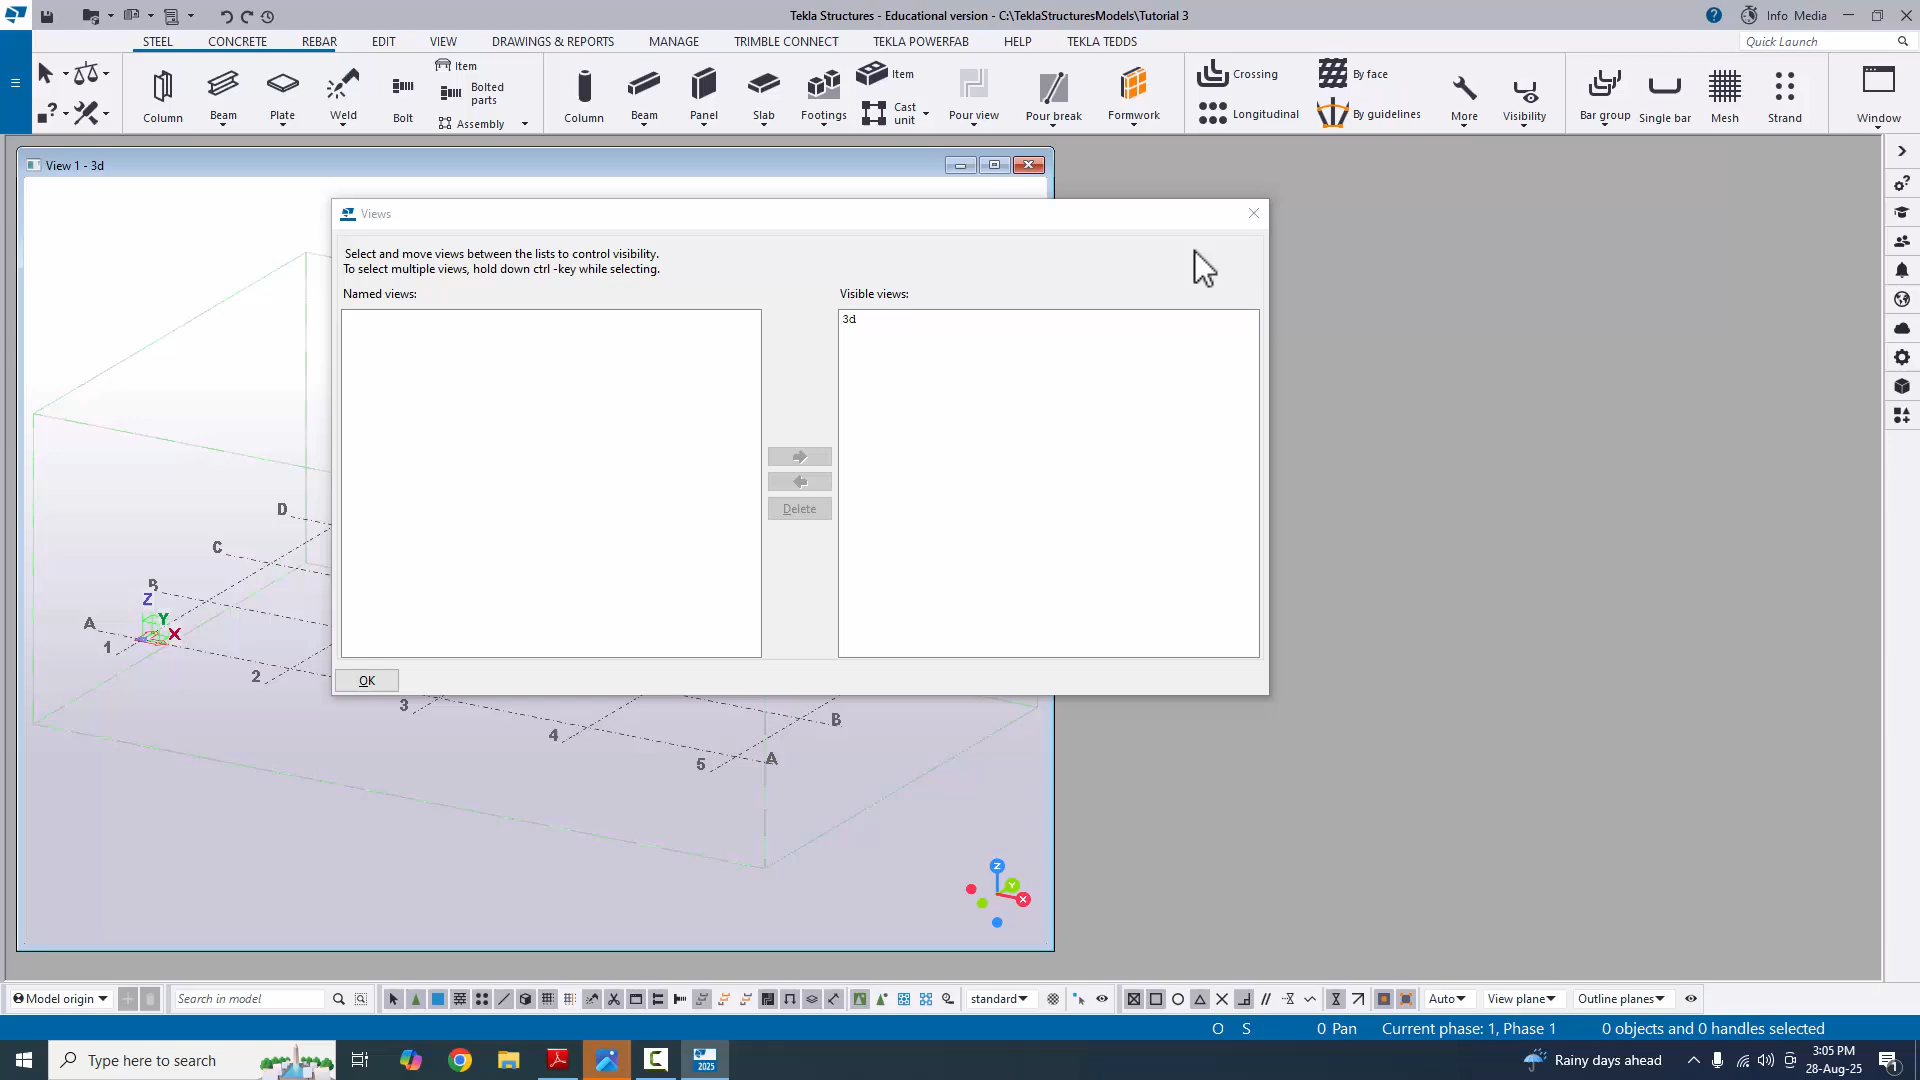 Tekla Structures - Educational version - C:\TeklaStructuresModels\Tutorial 3
Info Media
STEEL CONCRETE REBAR EDIT VIEW DRAWINGS & REPORTS MANAGE TRIMBLE CONNECT TEKLA POWERFAB HELP TEKLA TEDDS
Quick Launch
Column Beam Plate Weld Bolt
Item
Bolted parts
Assembly
Column Beam Panel Slab Footings
Item
Cast unit
Pour view Pour break Formwork
Crossing
Longitudinal
By face
By guidelines
More Visibility
Bar group Single bar Mesh Strand
Window
View 1 - 3d
Views
Select and move views between the lists to control visibility.
To select multiple views, hold down ctrl -key while selecting.
Named views:
Visible views:
3d
Delete
OK
D
C
B
Z
Y
X
A
1
2
3
4
5
B
A
Z
Y
X
Model origin
Search in model
standard
Auto
View plane
Outline planes
O S 0 Pan Current phase: 1, Phase 1 0 objects and 0 handles selected
Type here to search
2025
Rainy days ahead
3:05 PM
28-Aug-25
1